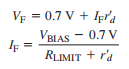 V_F = 0.7 V + I_F r'_d
I_F = (V_BIAS − 0.7 V) / (R_LIMIT + r'_d)